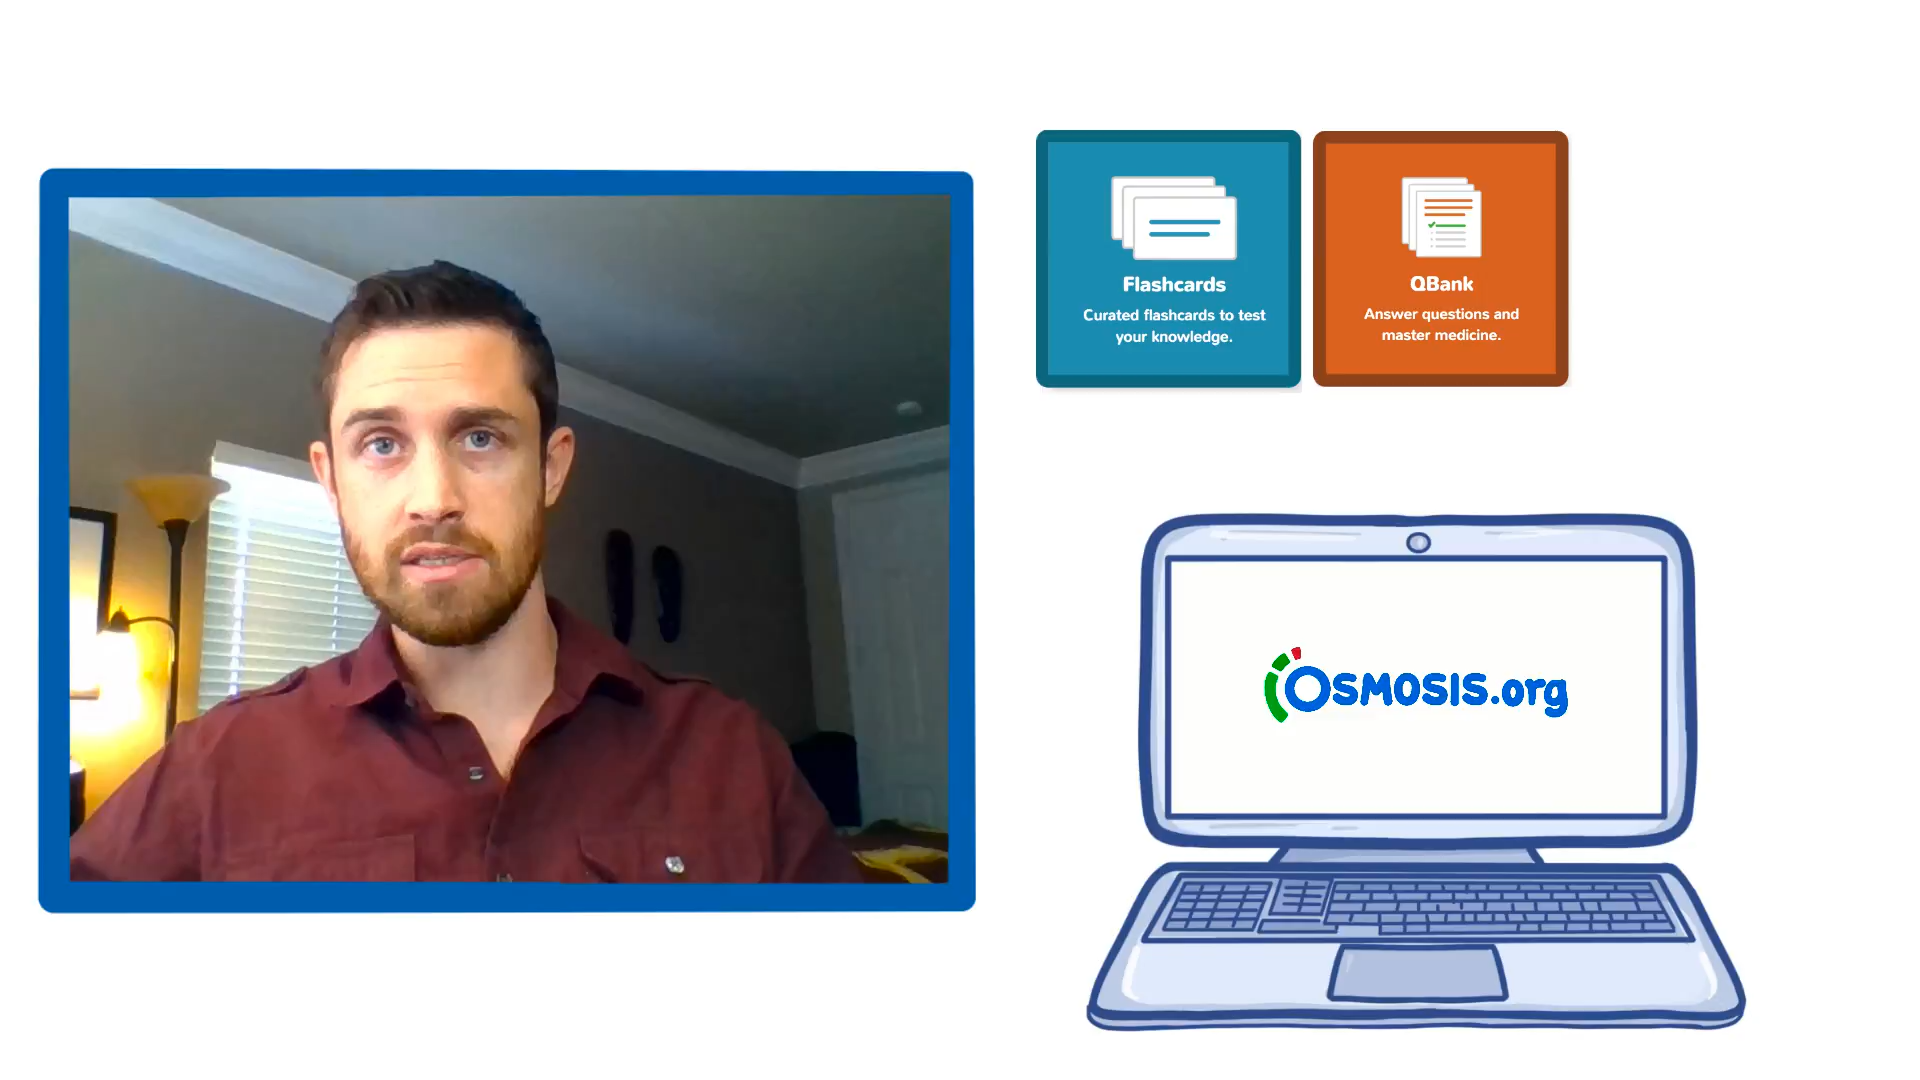 Flashcards
Curated flashcards to test
your knowledge.
QBank
Answer questions and
master medicine.
Osmosis.org